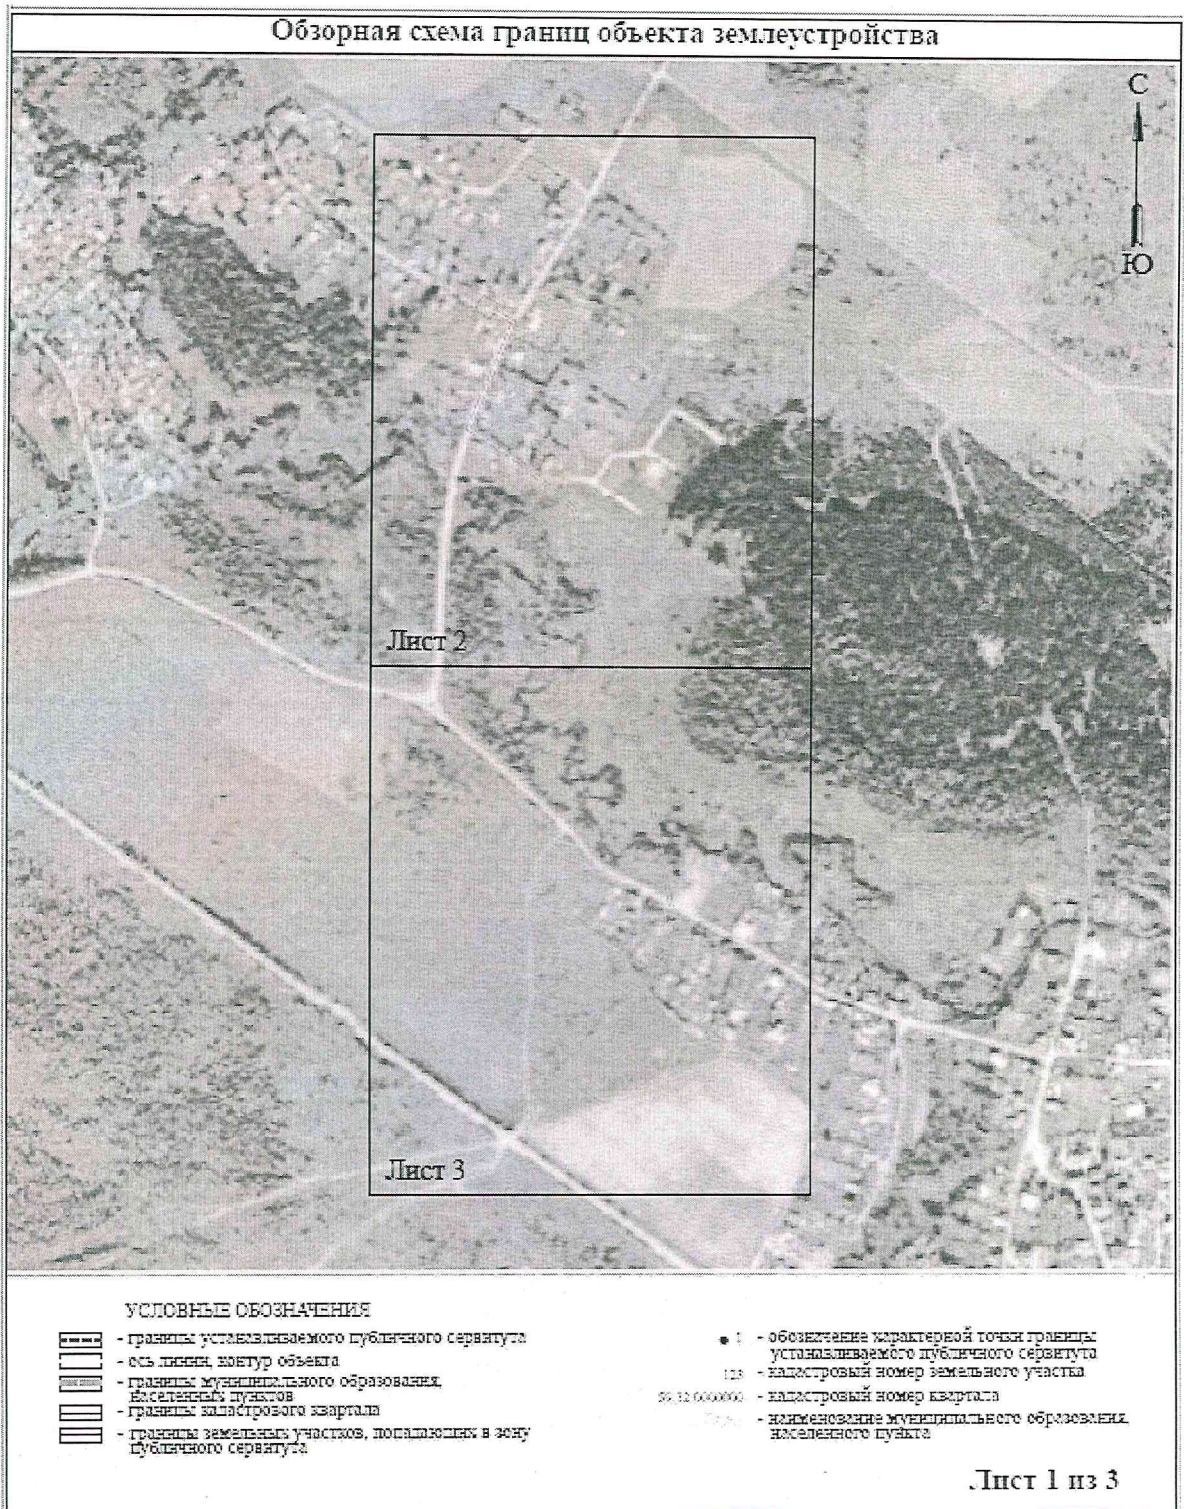 Обзорная схема границ объекта землеустройства
С
Ю
Лист 2
Лист 3
УСЛОВНЫЕ ОБОЗНАЧЕНИЯ
- границы устанавливаемого публичного сервитута
- ось линии, контур объекта
- границы муниципального образования,
населенных пунктов
- границы кадастрового квартала
- границы земельных участков, попадающих в зону
публичного сервитута
1 - обозначение характерной точки границы
устанавливаемого публичного сервитута
123 - кадастровый номер земельного участка
- кадастровый номер квартала
- наименование муниципального образования,
населенного пункта
Лист 1 из 3